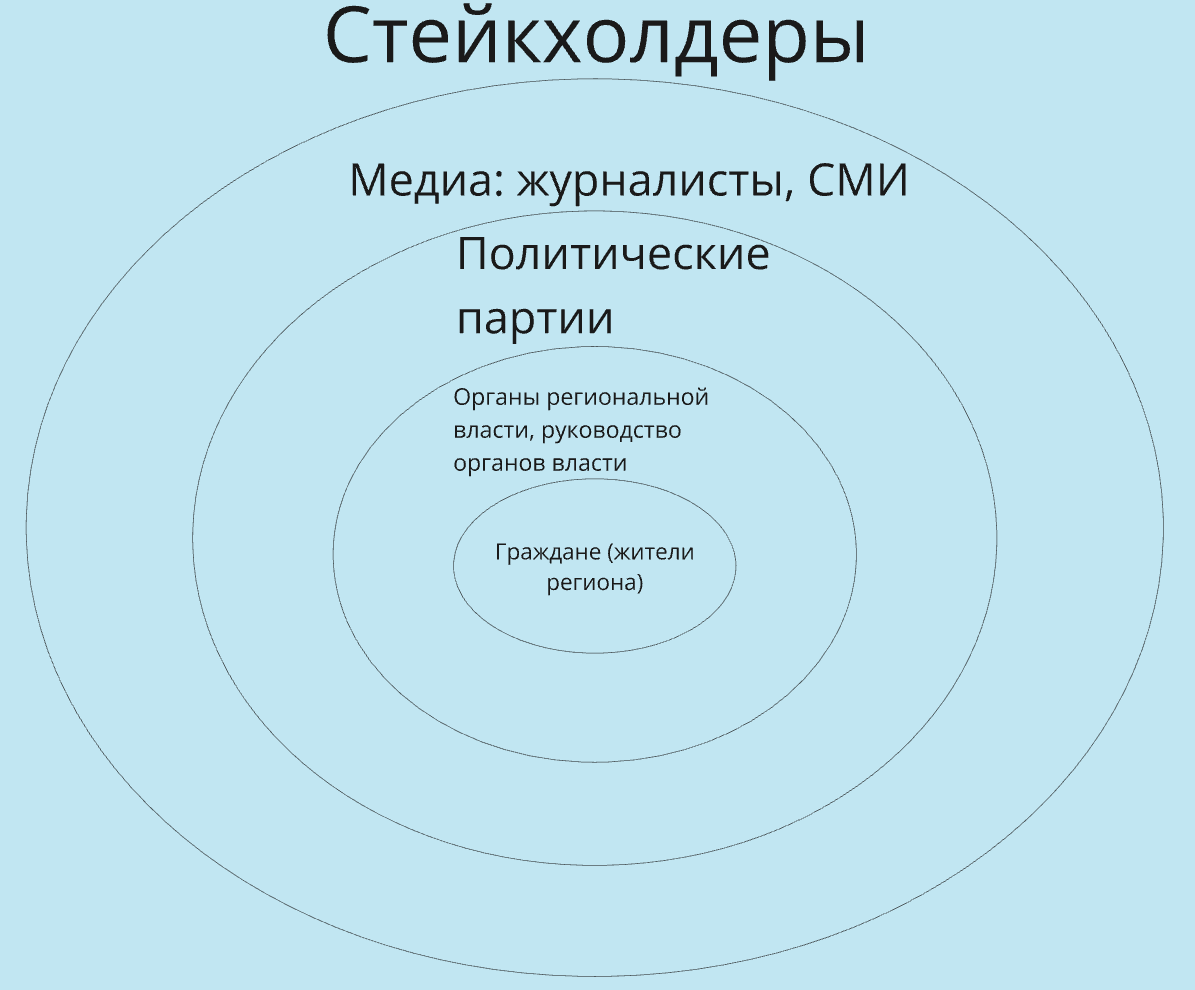 Стейкхолдеры
Медиа: журналисты, СМИ
Политические
партии
Органы региональной
власти, руководство
органов власти
Граждане (жители
региона)